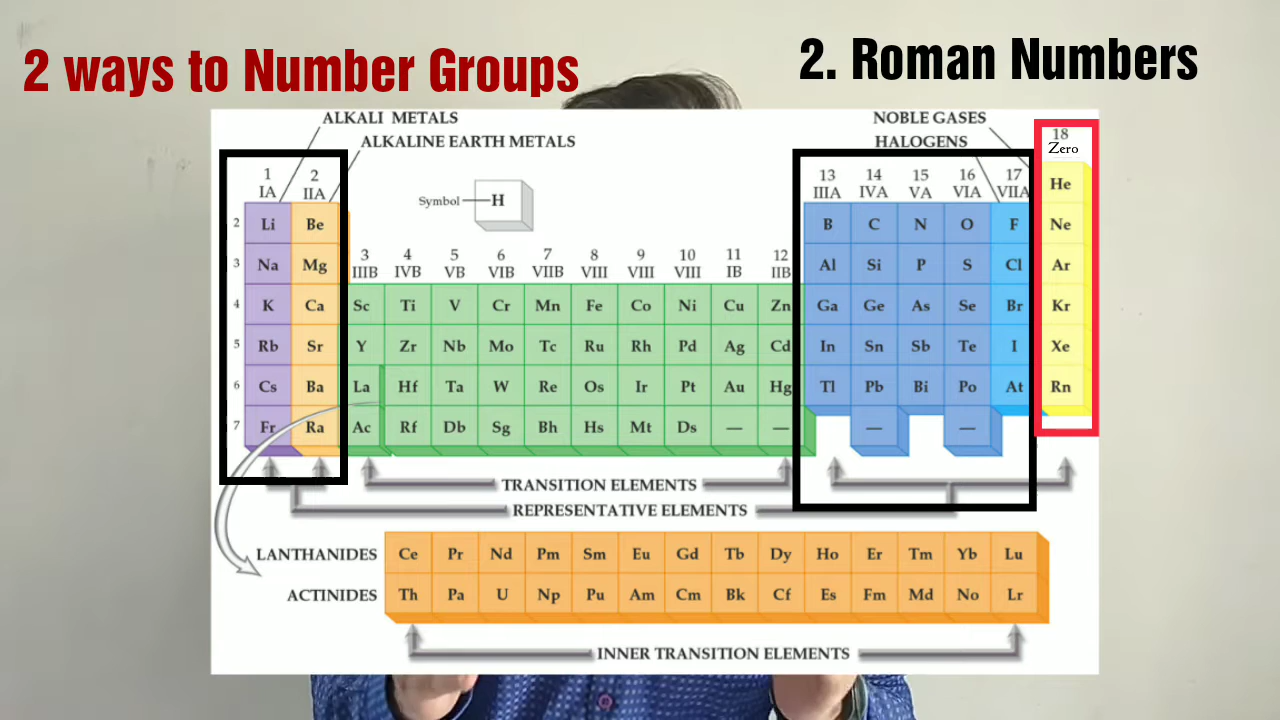 2 ways to Number Groups
2. Roman Numbers
ALKALI METALS
ALKALINE EARTH METALS
NOBLE GASES
HALOGENS
18
Zero
1 2 13 14 15 16 17
IA IIA IIIA IVA VA VIA VIIA
He
Symbol H
2 Li Be B C N O F Ne
3 Na Mg Al Si P S Cl Ar
3 4 5 6 7 8 9 10 11 12
IIIB IVB VB VIB VIIB VIII VIII VIII IB IIB
4 K Ca Sc Ti V Cr Mn Fe Co Ni Cu Zn Ga Ge As Se Br Kr
5 Rb Sr Y Zr Nb Mo Tc Ru Rh Pd Ag Cd In Sn Sb Te I Xe
6 Cs Ba La Hf Ta W Re Os Ir Pt Au Hg Tl Pb Bi Po At Rn
7 Fr Ra Ac Rf Db Sg Bh Hs Mt Ds — — — —
TRANSITION ELEMENTS
REPRESENTATIVE ELEMENTS
LANTHANIDES Ce Pr Nd Pm Sm Eu Gd Tb Dy Ho Er Tm Yb Lu
ACTINIDES Th Pa U Np Pu Am Cm Bk Cf Es Fm Md No Lr
INNER TRANSITION ELEMENTS